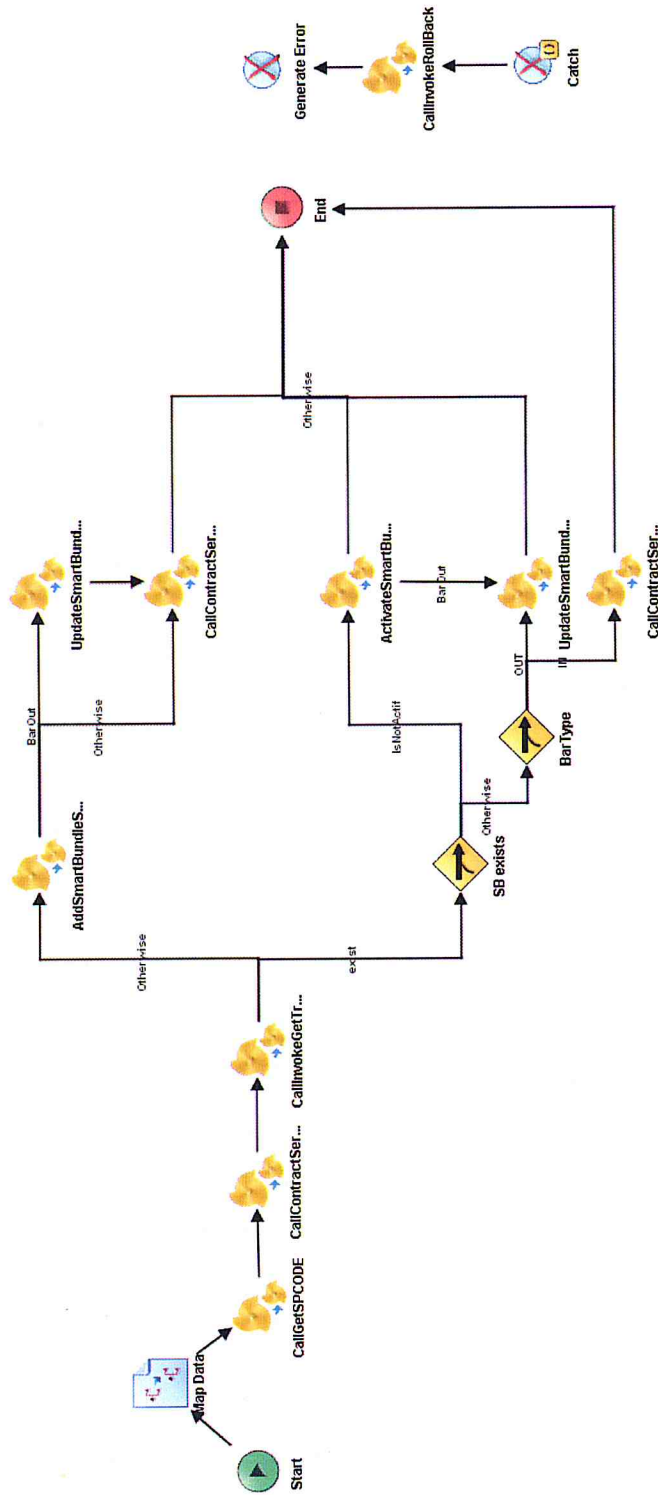 Start
Map Data
CallGetSPCODE
CallContractSer...
CallInvokeGetTr...
Otherwise
exist
AddSmartBundleS...
BarOut
Otherwise
UpdateSmartBund...
CallContractSer...
SB exists
IsNotActif
Otherwise
BarType
ActivateSmartBu...
BarOut
OUT
IN
UpdateSmartBund...
CallContractSer...
Otherwise
End
Generate Error
CallInvokeRollBack
Catch